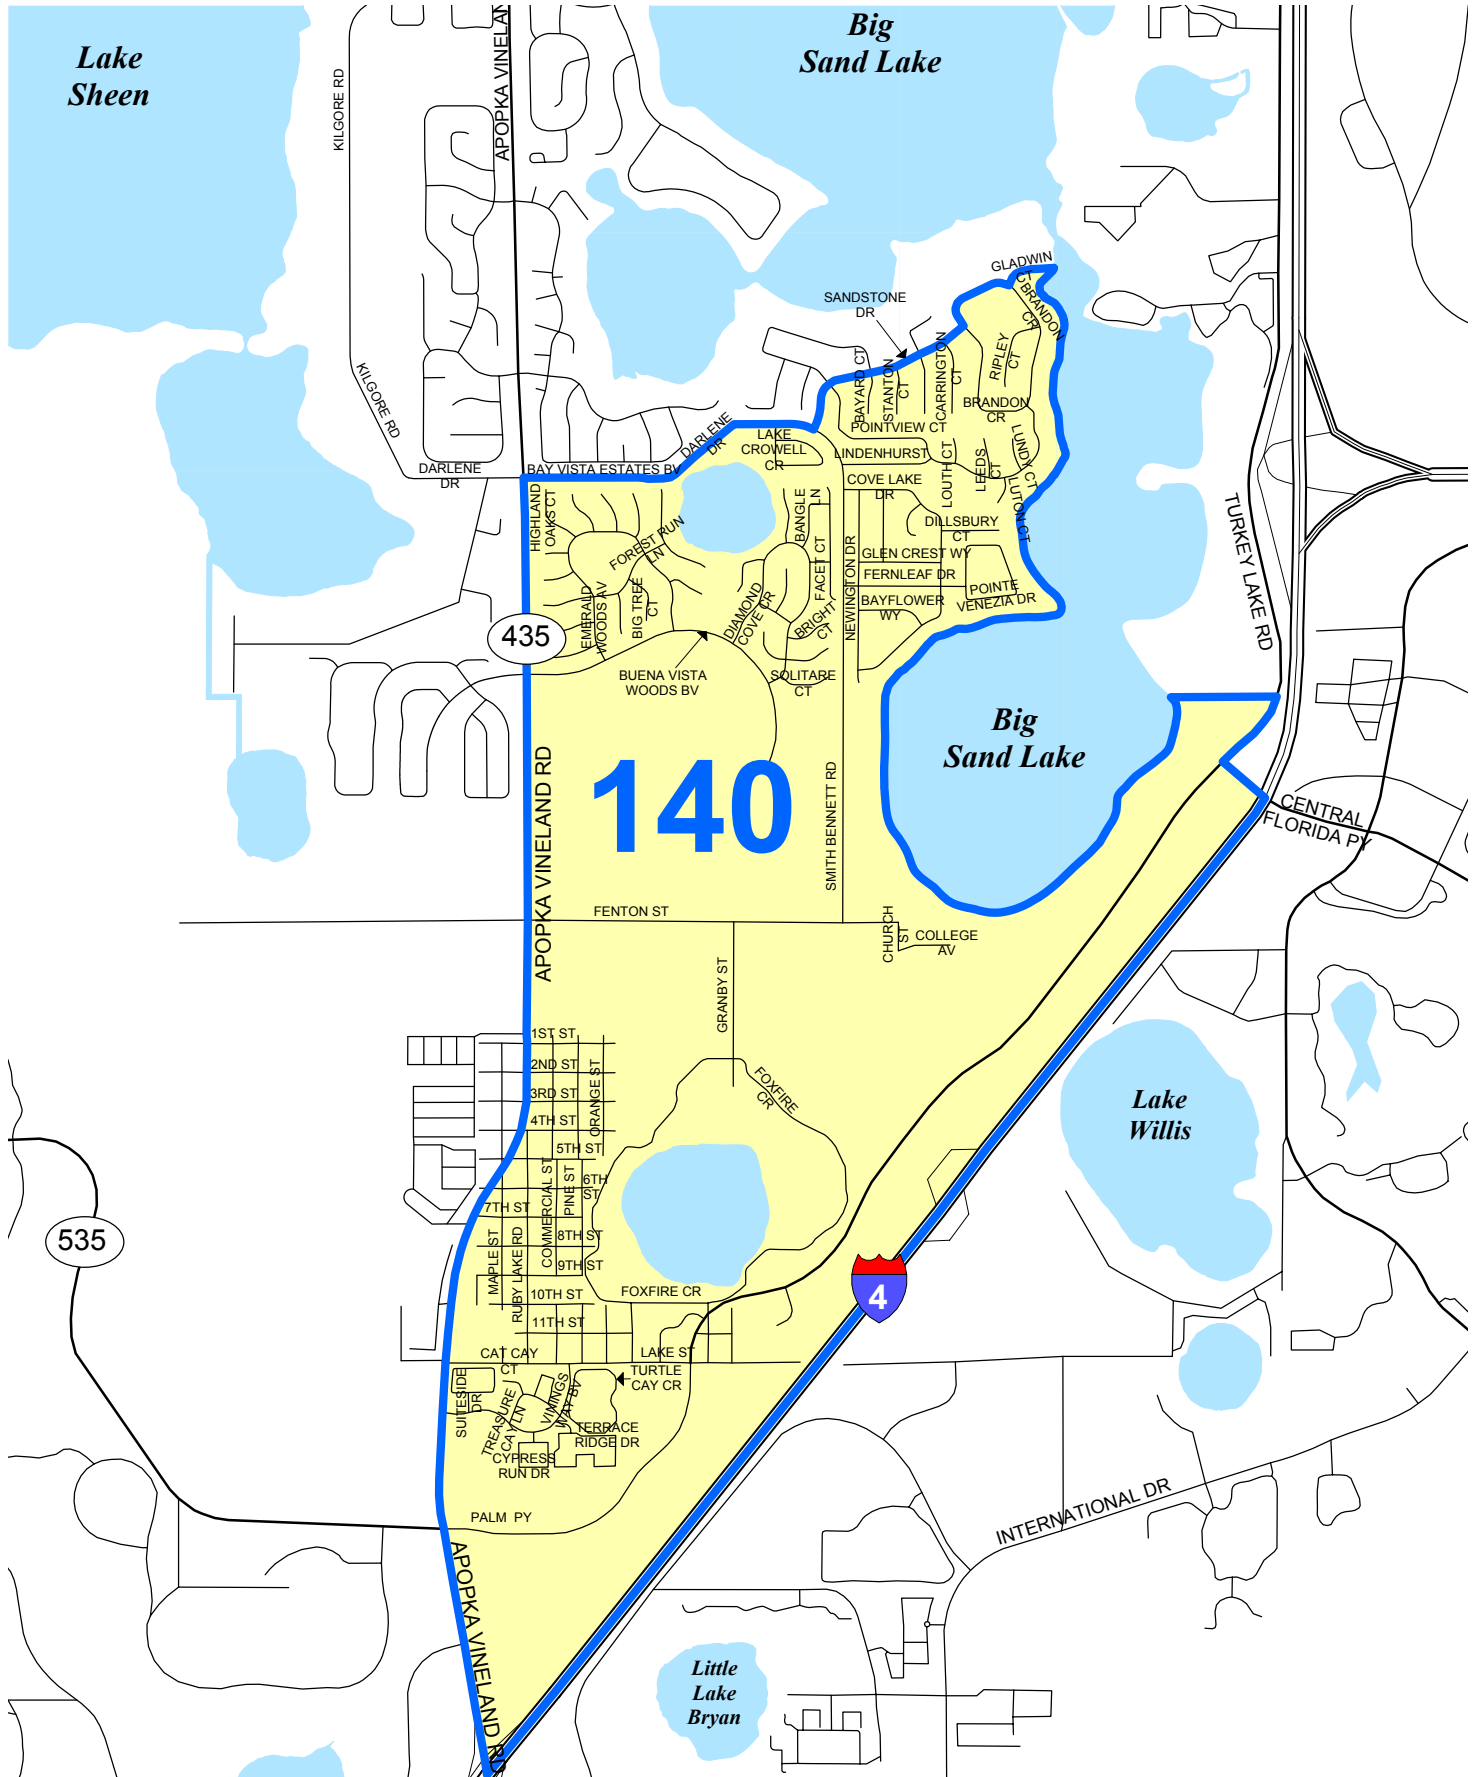 Lake
Sheen
KILGORE RD
APOPKA VINELAN
Big
Sand Lake
GLADWIN
CT
BRANDON
CR
SANDSTONE
DR
BAYARD CT
STANTON
CT
CARRINGTON
CT
RIPLEY
CT
BRANDON
CR
KILGORE RD
DARLENE
DR
BAY VISTA ESTATES BV
DARLENE
DR
LAKE
CROWELL
CR
POINTVIEW CT
LINDENHURST
COVE LAKE
DR
LOUTH CT
LEEDS
CT
LUNDY CT
LUTON CT
HIGHLAND
OAKS CT
FOREST RUN
LN
BANGLE
LN
FACET CT
NEWINGTON DR
DILLSBURY
CT
GLEN CREST WY
FERNLEAF DR
BAYFLOWER
WY
POINTE
VENEZIA DR
TURKEY LAKE RD
435
EMERALD
WOODS AV
BIG TREE
CT
DIAMOND
COVE CR
BRIGHT
CT
BUENA VISTA
WOODS BV
SOLITARE
CT
Big
Sand Lake
140
APOPKA VINELAND RD
SMITH BENNETT RD
CENTRAL
FLORIDA PY
FENTON ST
CHURCH
ST
COLLEGE
AV
GRANBY ST
1ST ST
2ND ST
3RD ST
4TH ST
5TH ST
6TH
ST
7TH ST
8TH ST
9TH ST
10TH ST
11TH ST
ORANGE ST
PINE ST
COMMERCIAL ST
RUBY LAKE RD
MAPLE ST
FOXFIRE
CR
FOXFIRE CR
Lake
Willis
535
4
CAT CAY
CT
LAKE ST
TURTLE
CAY CR
SUITESIDE
DR
TREASURE
CAY LN
VININGS
WAY BV
TERRACE
RIDGE DR
CYPRESS
RUN DR
PALM PY
INTERNATIONAL DR
APOPKA VINELAND RD
Little
Lake
Bryan